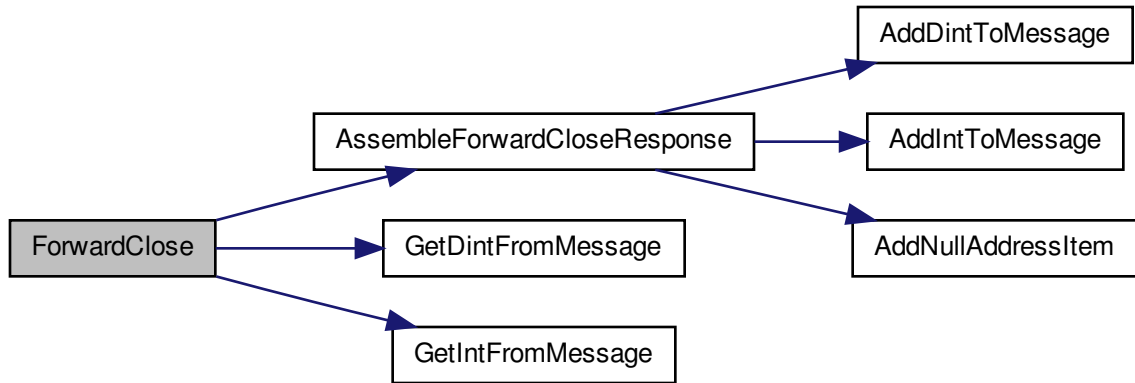 AddDintToMessage
AssembleForwardCloseResponse
AddIntToMessage
ForwardClose
GetDintFromMessage
AddNullAddressItem
GetIntFromMessage